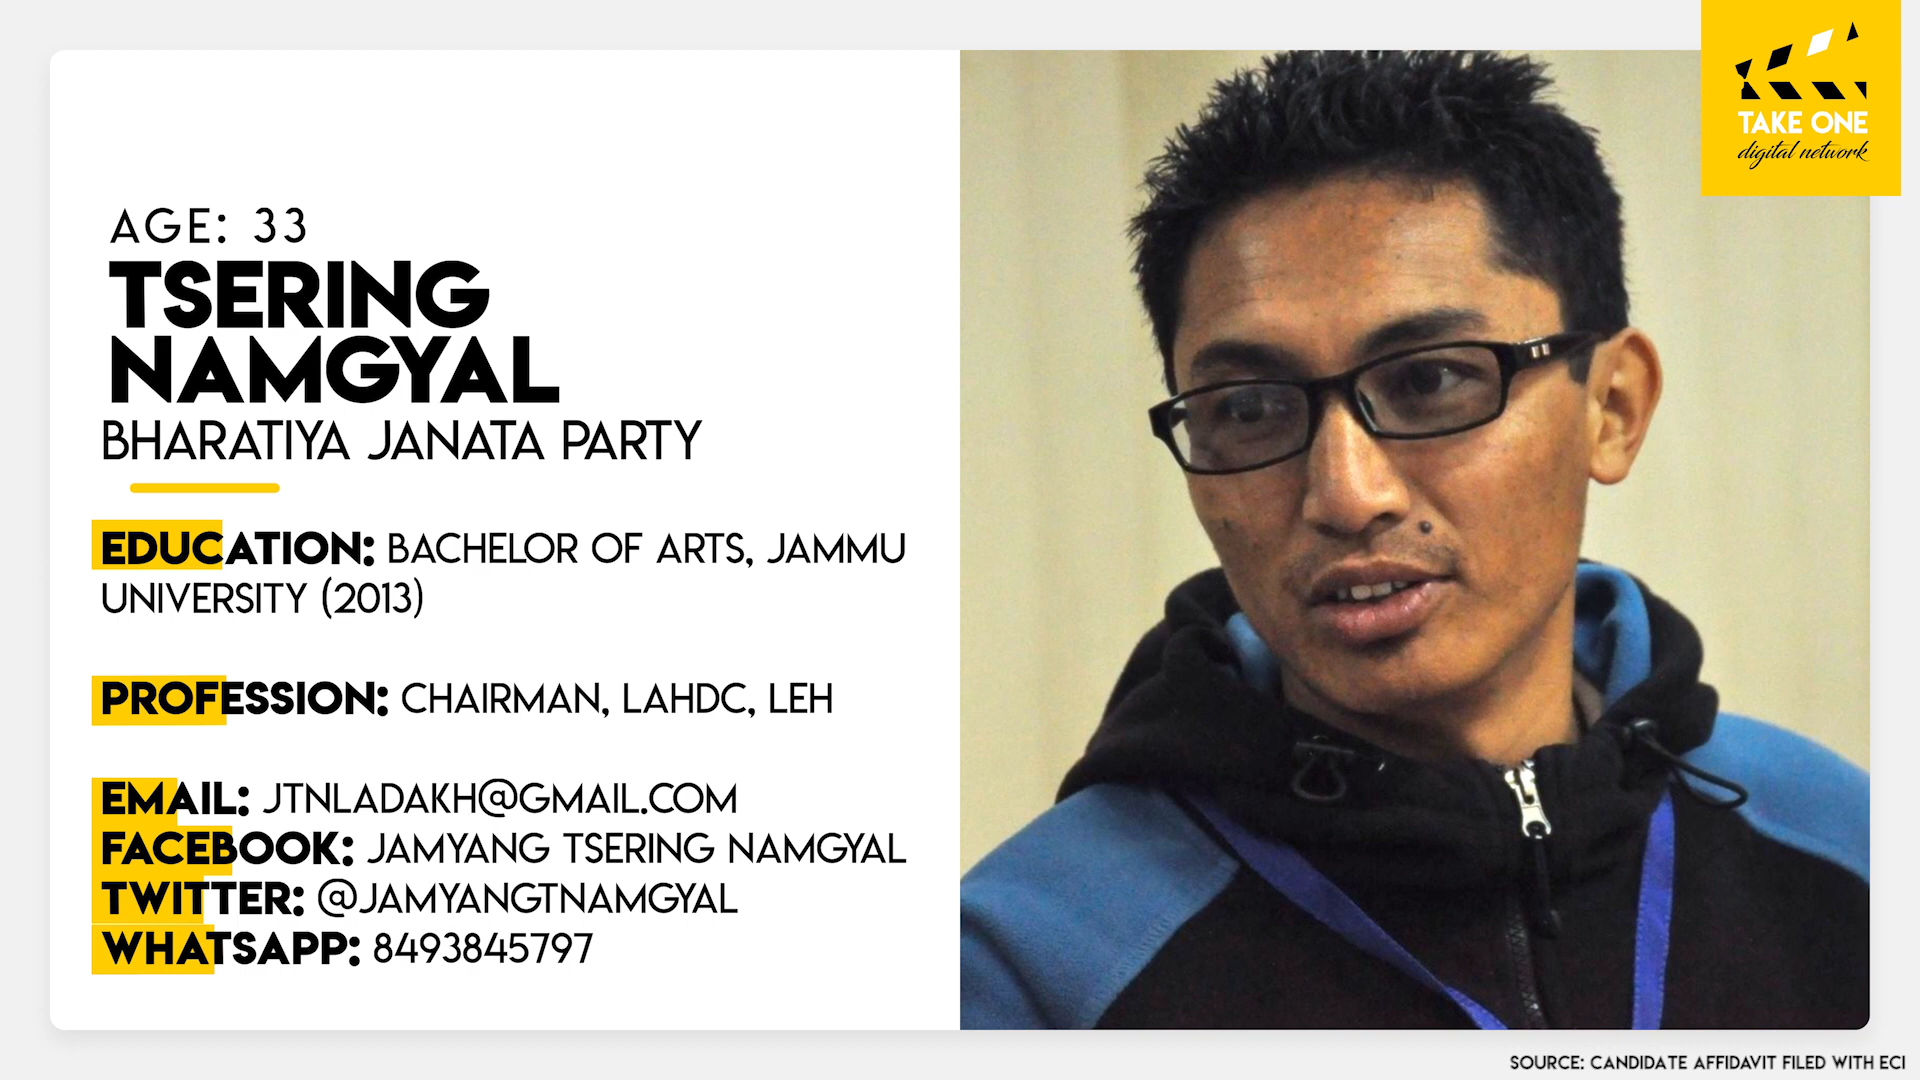 TAKE ONE
digital network
AGE: 33
TSERING
NAMGYAL
BHARATIYA JANATA PARTY
EDUCATION: BACHELOR OF ARTS, JAMMU
UNIVERSITY (2013)
PROFESSION: CHAIRMAN, LAHDC, LEH
EMAIL: JTNLADAKH@GMAIL.COM
FACEBOOK: JAMYANG TSERING NAMGYAL
TWITTER: @JAMYANGTNAMGYAL
WHATSAPP: 8493845797
SOURCE: CANDIDATE AFFIDAVIT FILED WITH ECI